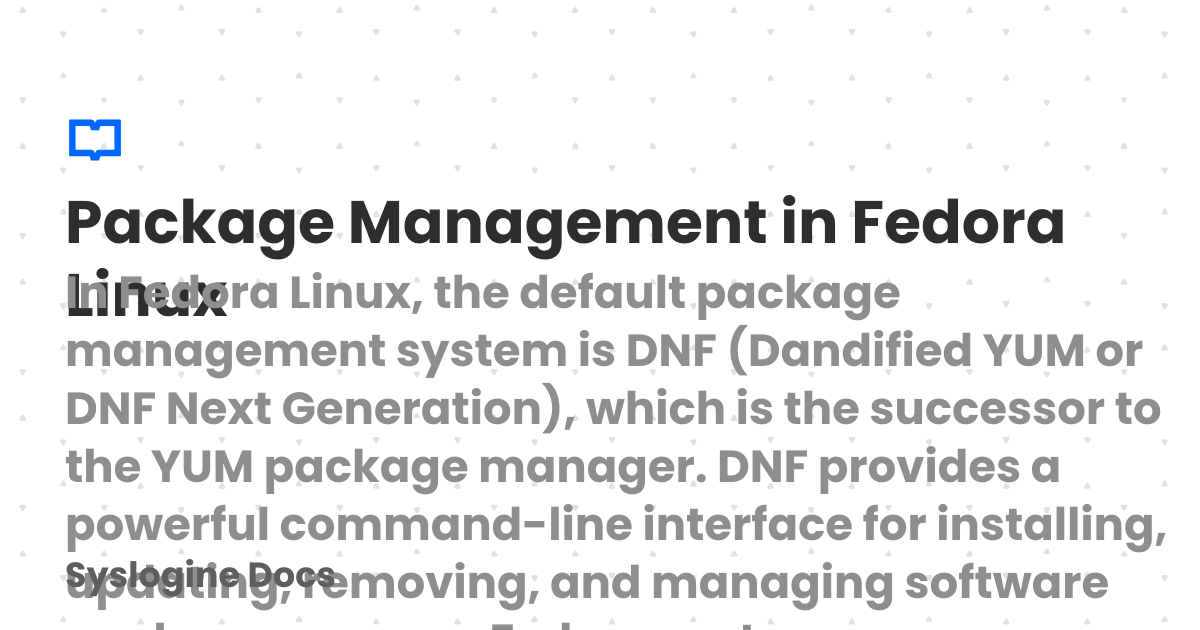 Package Management in Fedora
Linux
In Fedora Linux, the default package
management system is DNF (Dandified YUM or
DNF Next Generation), which is the successor to
the YUM package manager. DNF provides a
powerful command-line interface for installing,
Syslogine Docs
updating, removing, and managing software